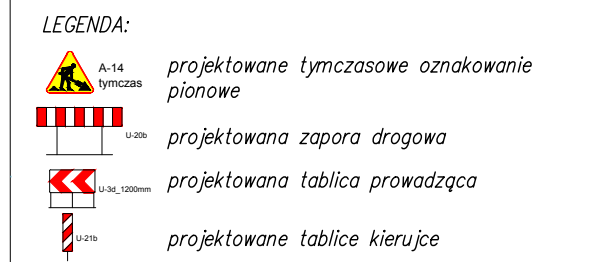 LEGENDA:
A-14
tymczas
projektowane tymczasowe oznakowanie
pionowe
U-20b
projektowana zapora drogowa
U-3d_1200mm
projektowana tablica prowadząca
U-21b
projektowane tablice kierujce